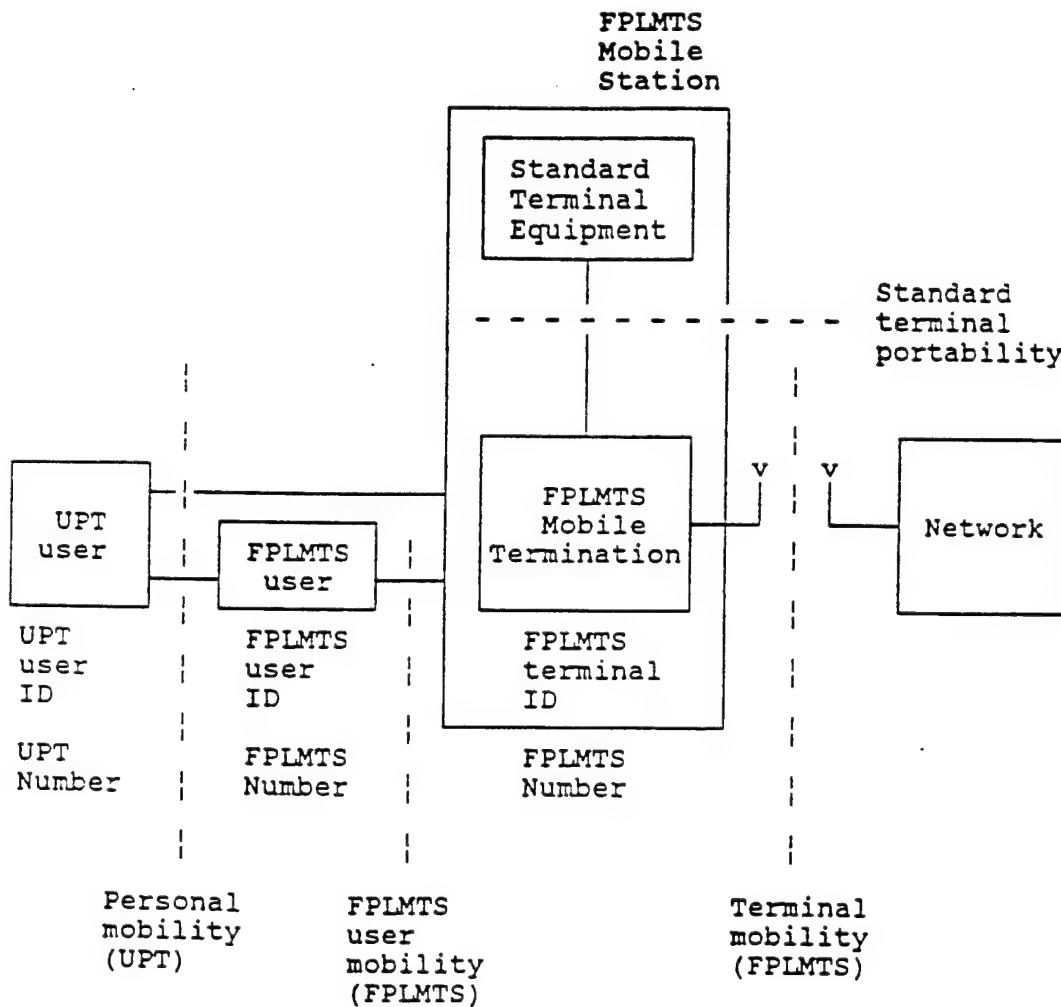 FPLMTS
Mobile
Station
Standard
Terminal
Equipment
Standard
terminal
portability
UPT
user
FPLMTS
user
FPLMTS
Mobile
Termination
v
v
Network
UPT
user
ID
FPLMTS
user
ID
FPLMTS
terminal
ID
UPT
Number
FPLMTS
Number
FPLMTS
Number
Personal
mobility
(UPT)
FPLMTS
user
mobility
(FPLMTS)
Terminal
mobility
(FPLMTS)